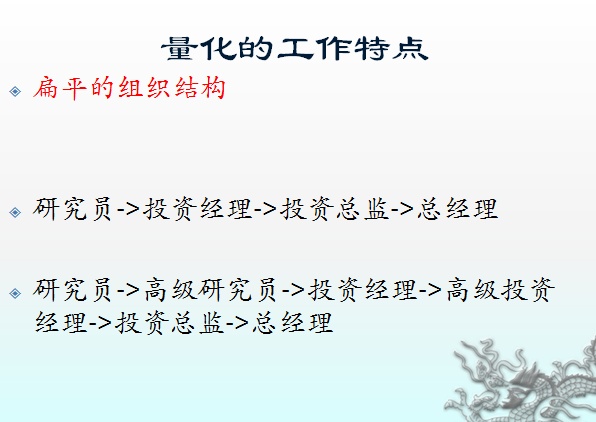 量化的工作特点
扁平的组织结构
研究员->投资经理->投资总监->总经理
研究员->高级研究员->投资经理->高级投资
经理->投资总监->总经理